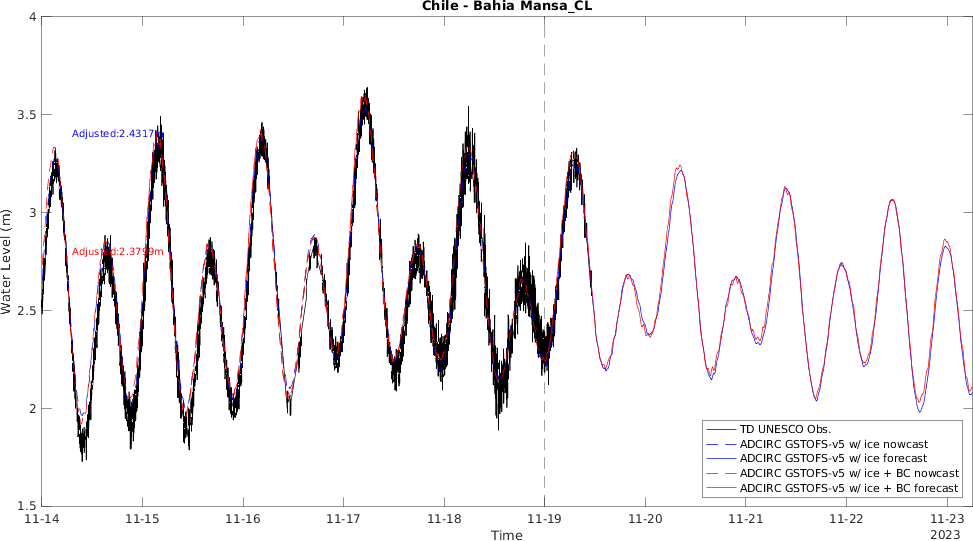 Chile - Bahia Mansa_CL
4
3.5
3
2.5
2
1.5
Water Level (m)
Adjusted:2.4317
Adjusted:2.3799m
TD UNESCO Obs.
ADCIRC GSTOFS-v5 w/ ice nowcast
ADCIRC GSTOFS-v5 w/ ice forecast
ADCIRC GSTOFS-v5 w/ ice + BC nowcast
ADCIRC GSTOFS-v5 w/ ice + BC forecast
11-14 11-15 11-16 11-17 11-18 11-19 11-20 11-21 11-22 11-23
2023
Time